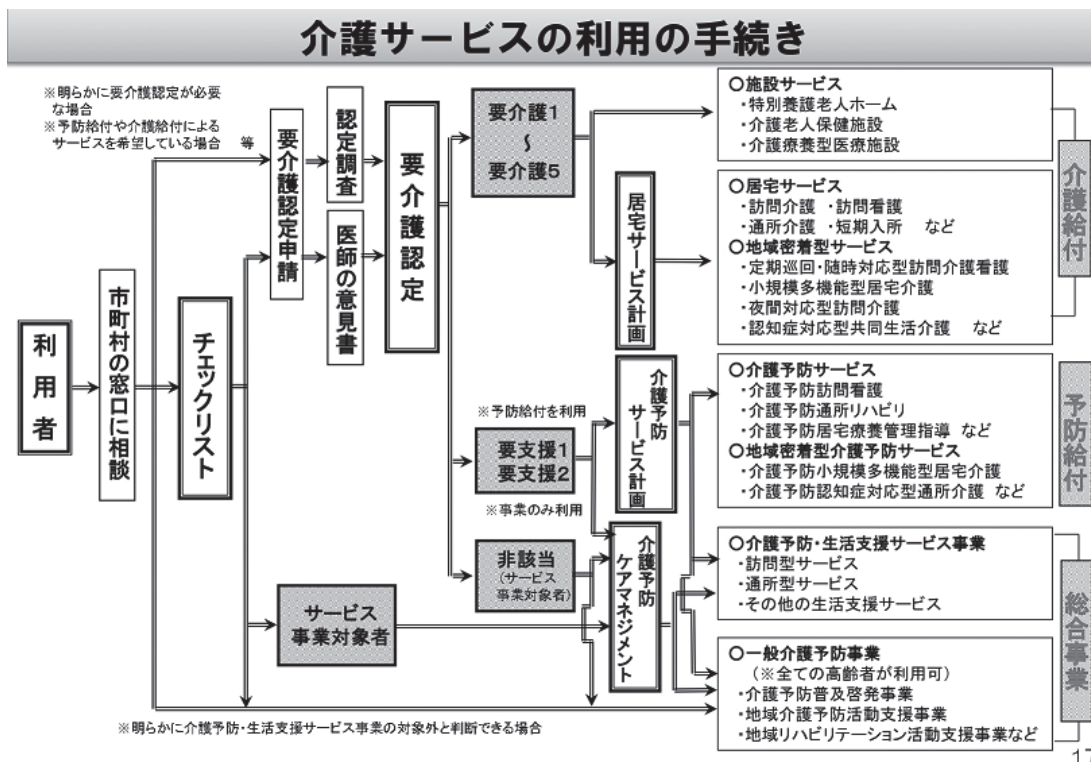 介護サービスの利用の手続き
※明らかに要介護認定が必要
な場合
※予防給付や介護給付による
サービスを希望している場合 等
利用者
市町村の窓口に相談
チェックリスト
要介護認定申請
認定調査
医師の意見書
要介護認定
要介護1
~
要介護5
※予防給付を利用
要支援1
要支援2
※事業のみ利用
非該当
(サービス
事業対象者)
サービス
事業対象者
居宅サービス計画
介護予防
サービス計画
介護予防
ケアマネジメント
○施設サービス
・特別養護老人ホーム
・介護老人保健施設
・介護療養型医療施設
○居宅サービス
・訪問介護 ・訪問看護
・通所介護 ・短期入所 など
○地域密着型サービス
・定期巡回・随時対応型訪問介護看護
・小規模多機能型居宅介護
・夜間対応型訪問介護
・認知症対応型共同生活介護 など
介護給付
○介護予防サービス
・介護予防訪問看護
・介護予防通所リハビリ
・介護予防居宅療養管理指導 など
○地域密着型介護予防サービス
・介護予防小規模多機能型居宅介護
・介護予防認知症対応型通所介護 など
予防給付
○介護予防・生活支援サービス事業
・訪問型サービス
・通所型サービス
・その他の生活支援サービス
○一般介護予防事業
(※全ての高齢者が利用可)
・介護予防普及啓発事業
・地域介護予防活動支援事業
・地域リハビリテーション活動支援事業など
総合事業
※明らかに介護予防・生活支援サービス事業の対象外と判断できる場合
17